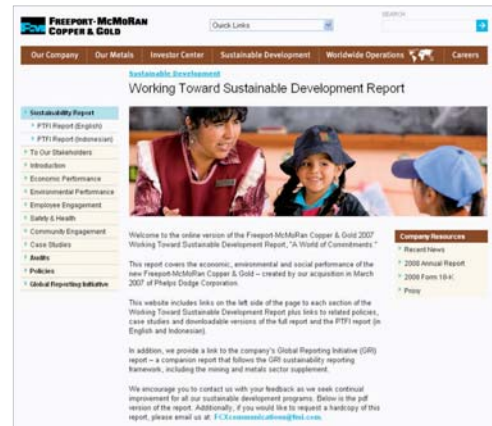 FREEPORT-MCMORAN
COPPER & GOLD
Quick Links
SEARCH
Our Company Our Metals Investor Center Sustainable Development Worldwide Operations Careers
Sustainable Development
Working Toward Sustainable Development Report
Sustainability Report
PTFI Report (English)
PTFI Report (Indonesian)
To Our Stakeholders
Introduction
Economic Performance
Environmental Performance
Employee Engagement
Safety & Health
Community Engagement
Case Studies
Audits
Policies
Global Reporting Initiative
Welcome to the online version of the Freeport-McMoRan Copper & Gold 2007
Working Toward Sustainable Development Report, "A World of Commitments."
This report covers the economic, environmental and social performance of the
new Freeport-McMoRan Copper & Gold – created by our acquisition in March
2007 of Phelps Dodge Corporation.
This website includes links on the left side of the page to each section of the
Working Toward Sustainable Development Report plus links to related policies,
case studies and downloadable versions of the full report and the PTFI report (in
English and Indonesian).
In addition, we provide a link to the company's Global Reporting Initiative (GRI)
report – a companion report that follows the GRI sustainability reporting
framework, including the mining and metals sector supplement.
We encourage you to contact us with your feedback as we seek continual
improvement for all our sustainable development programs. Below is the pdf
version of the report. Additionally, if you would like to request a hardcopy of this
report, please email us at: FCXcommunications@fmi.com.
Company Resources
Recent News
2008 Annual Report
2008 Form 10-K
Proxy